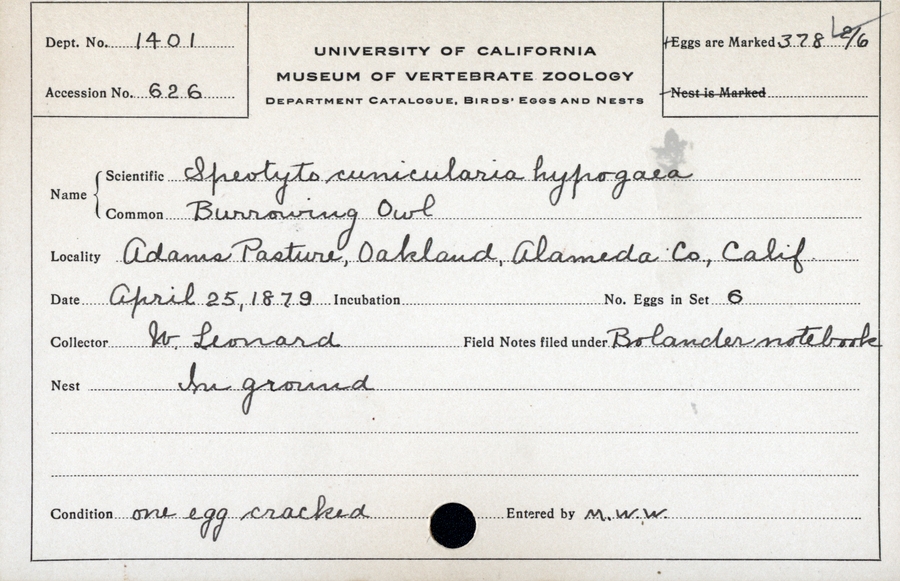 Dept. No. 1401
Accession No. 626
UNIVERSITY OF CALIFORNIA
MUSEUM OF VERTEBRATE ZOOLOGY
DEPARTMENT CATALOGUE, BIRDS' EGGS AND NESTS
Eggs are Marked 378 2/6
Nest is Marked
Name
Scientific Speotyto cunicularia hypogaea
Common Burrowing Owl
Locality Adams Pasture, Oakland, Alameda Co., Calif.
Date April 25, 1879 Incubation No. Eggs in Set 6
Collector W. Leonard Field Notes filed under Bolander notebook
Nest In ground
Condition one egg cracked Entered by M.W.W.